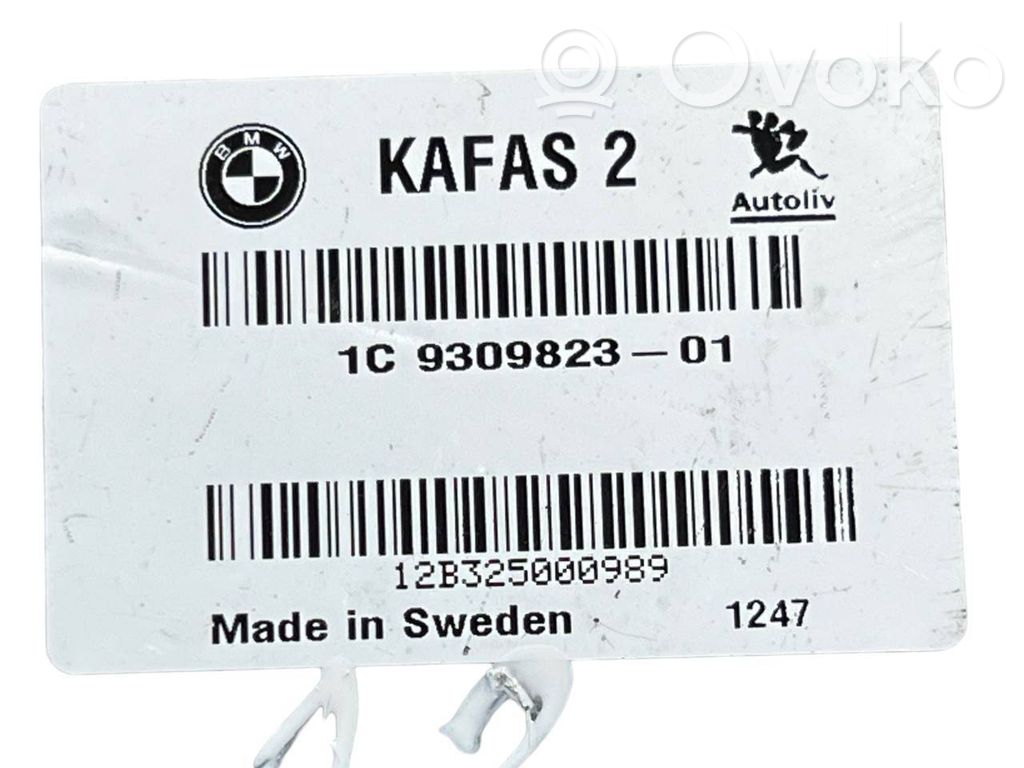 Ovoko
BMW
KAFAS 2
Autoliv
1C 9309823-01
12B325000989
Made in Sweden 1247